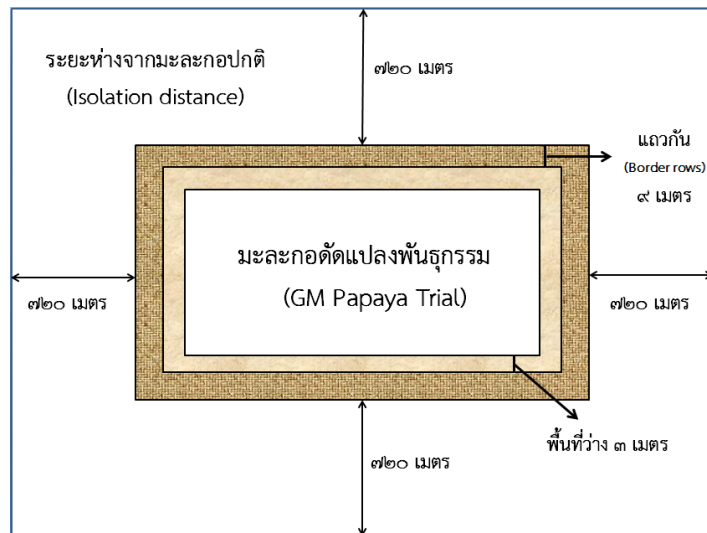 ระยะห่างจากมะละกอปกติ
(Isolation distance)
๗๒๐ เมตร
แถวกัน
(Border rows)
๙ เมตร
มะละกอดัดแปลงพันธุกรรม
(GM Papaya Trial)
๗๒๐ เมตร
๗๒๐ เมตร
พื้นที่ว่าง ๓ เมตร
๗๒๐ เมตร